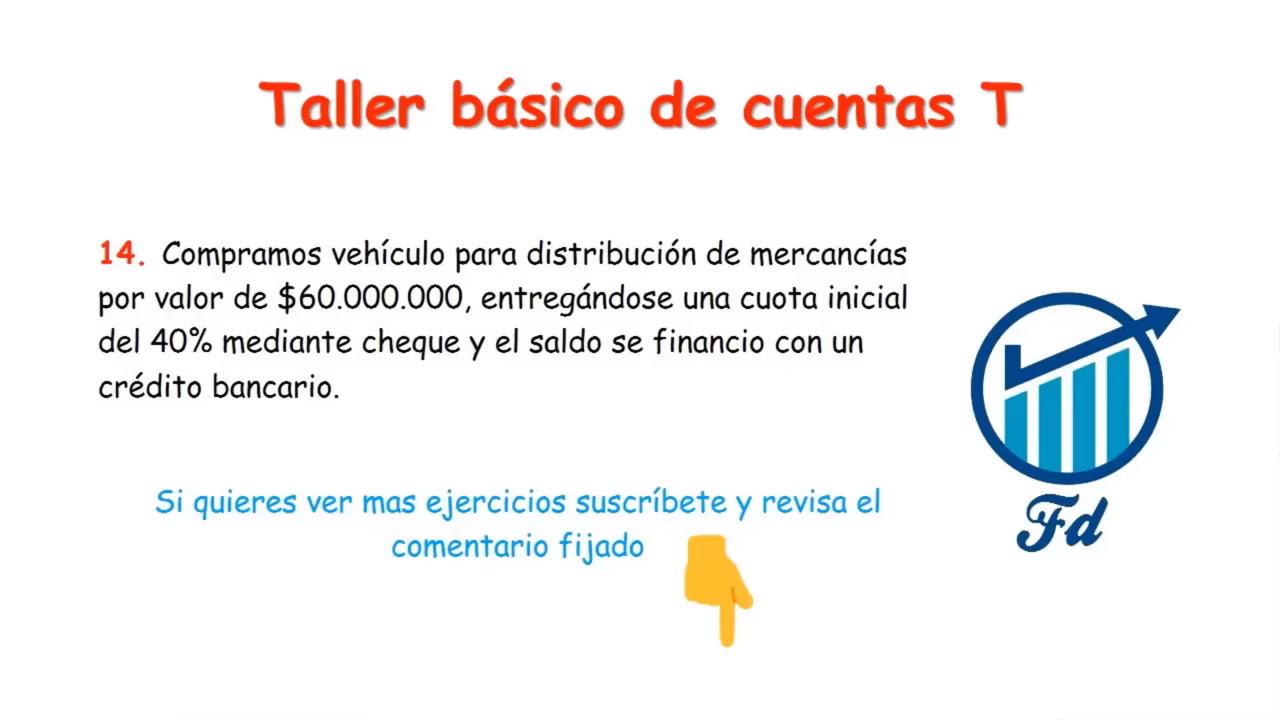 Taller básico de cuentas T
14. Compramos vehículo para distribución de mercancías
por valor de $60.000.000, entregándose una cuota inicial
del 40% mediante cheque y el saldo se financio con un
crédito bancario.
Si quieres ver mas ejercicios suscríbete y revisa el
comentario fijado
Fd